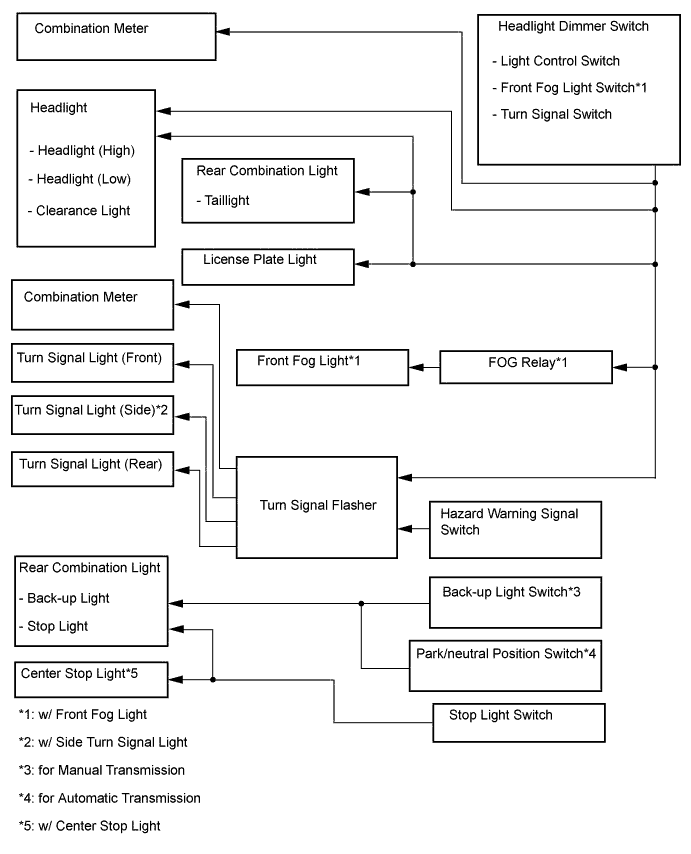 Combination Meter
Headlight Dimmer Switch
- Light Control Switch
- Front Fog Light Switch*1
- Turn Signal Switch
Headlight
- Headlight (High)
- Headlight (Low)
- Clearance Light
Rear Combination Light
- Taillight
License Plate Light
Combination Meter
Turn Signal Light (Front)
Front Fog Light*1
FOG Relay*1
Turn Signal Light (Side)*2
Turn Signal Light (Rear)
Turn Signal Flasher
Hazard Warning Signal
Switch
Rear Combination Light
- Back-up Light
- Stop Light
Back-up Light Switch*3
Park/neutral Position Switch*4
Center Stop Light*5
Stop Light Switch
*1: w/ Front Fog Light
*2: w/ Side Turn Signal Light
*3: for Manual Transmission
*4: for Automatic Transmission
*5: w/ Center Stop Light